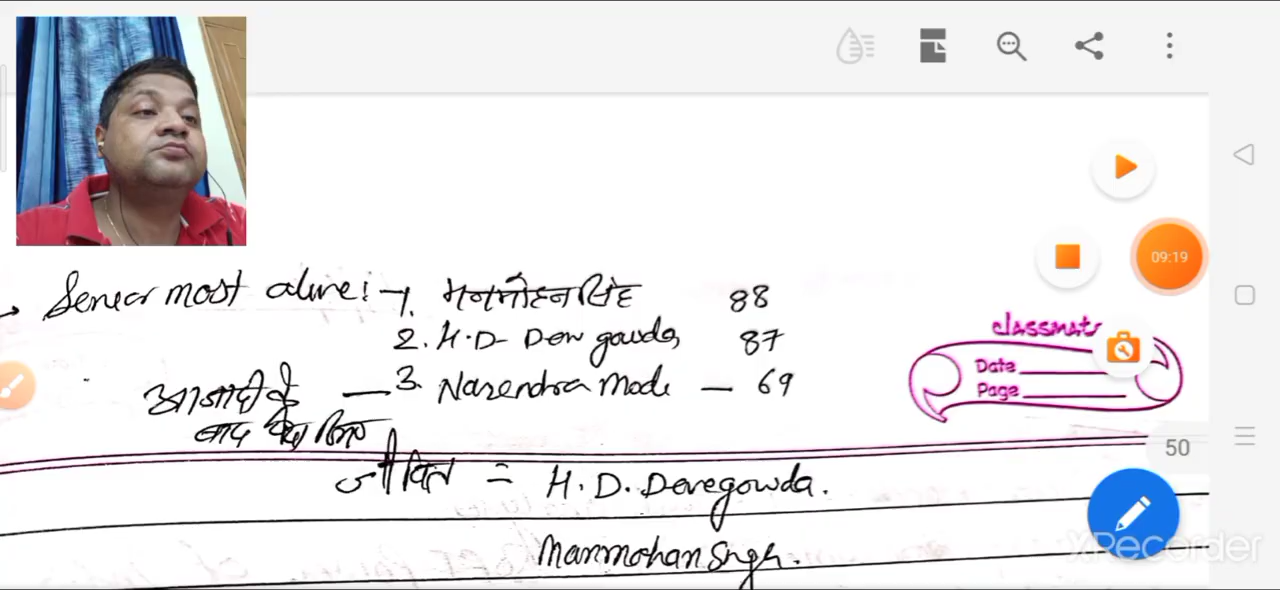 09:19
Senior most alive:- 1. मनमोहन सिंह 88
2. H.D. Dev gowda, 87
आजादी के — 3. Narendra Modi — 69
बाद पैदा
classmate
Date
Page
50
जीवित = H.D. Devegowda.
Manmohan Singh.
XRecorder